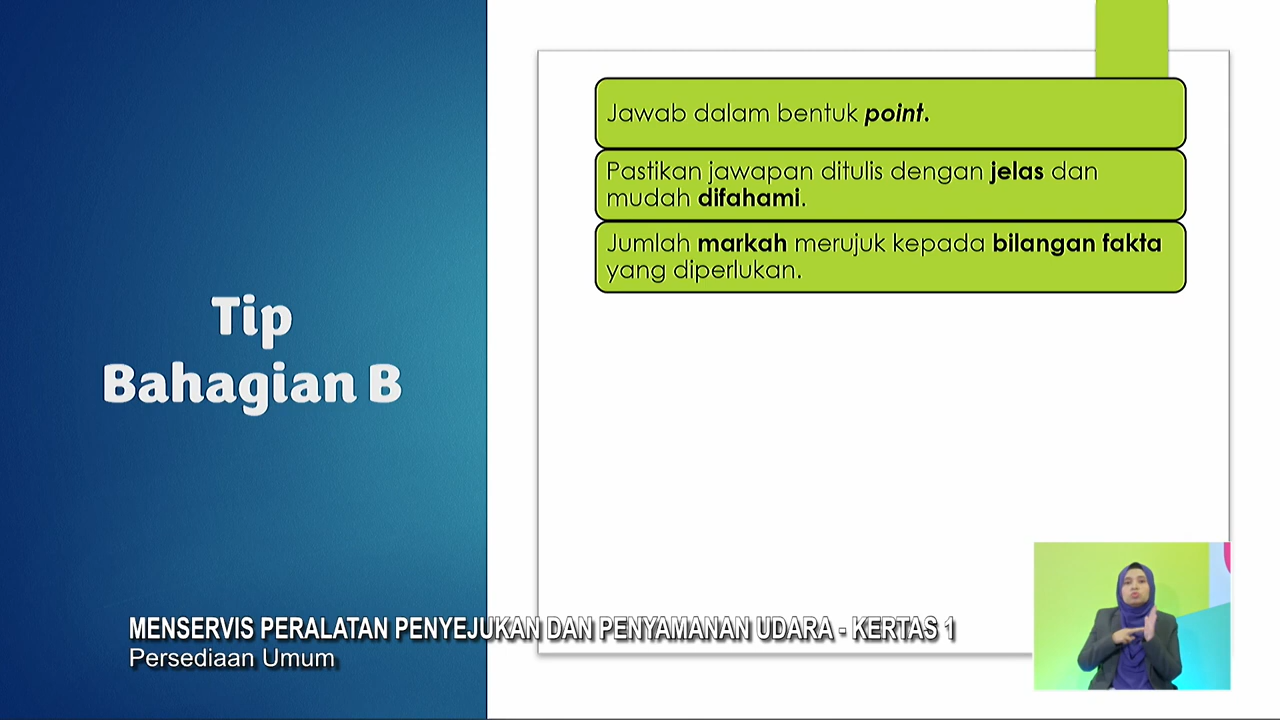 Tip
Bahagian B
Jawab dalam bentuk point.
Pastikan jawapan ditulis dengan jelas dan
mudah difahami.
Jumlah markah merujuk kepada bilangan fakta
yang diperlukan.
MENSERVIS PERALATAN PENYEJUKAN DAN PENYAMANAN UDARA - KERTAS 1
Persediaan Umum